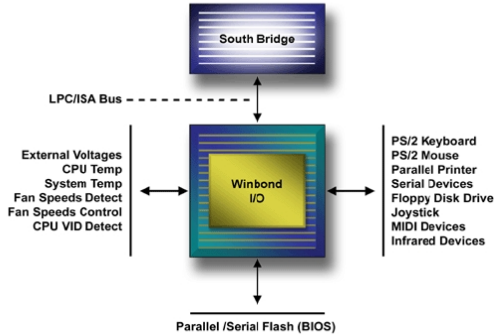 South Bridge
LPC/ISA Bus
External Voltages
CPU Temp
System Temp
Fan Speeds Detect
Fan Speeds Control
CPU VID Detect
Winbond
I/O
PS/2 Keyboard
PS/2 Mouse
Parallel Printer
Serial Devices
Floppy Disk Drive
Joystick
MIDI Devices
Infrared Devices
Parallel /Serial Flash (BIOS)